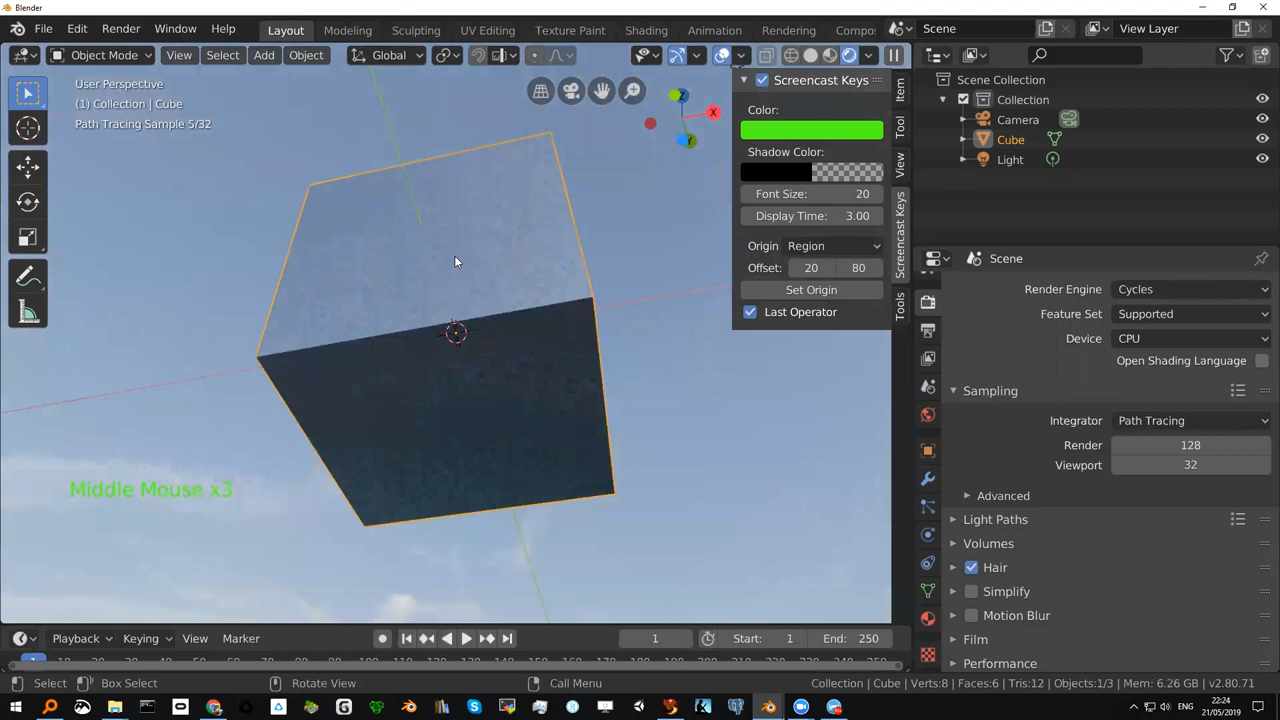 Blender
File Edit Render Window Help Layout Modeling Sculpting UV Editing Texture Paint Shading Animation Rendering Compos Scene View Layer
Object Mode View Select Add Object Global
User Perspective
(1) Collection | Cube
Path Tracing Sample 5/32
Z
X
Y
Screencast Keys
Color:
Shadow Color:
Font Size: 20
Display Time: 3.00
Origin Region
Offset: 20 80
Set Origin
Last Operator
Item
Tool
View
Screencast Keys
Tools
Scene Collection
Collection
Camera
Cube
Light
Scene
Render Engine Cycles
Feature Set Supported
Device CPU
Open Shading Language
Sampling
Integrator Path Tracing
Render 128
Viewport 32
Advanced
Light Paths
Volumes
Hair
Simplify
Motion Blur
Film
Performance
Middle Mouse x3
Playback Keying View Marker 1 Start: 1 End: 250
Select Box Select Rotate View Call Menu Collection | Cube | Verts:8 | Faces:6 | Tris:12 | Objects:1/3 | Mem: 6.26 GB | v2.80.71
ENG
22:24
21/05/2019